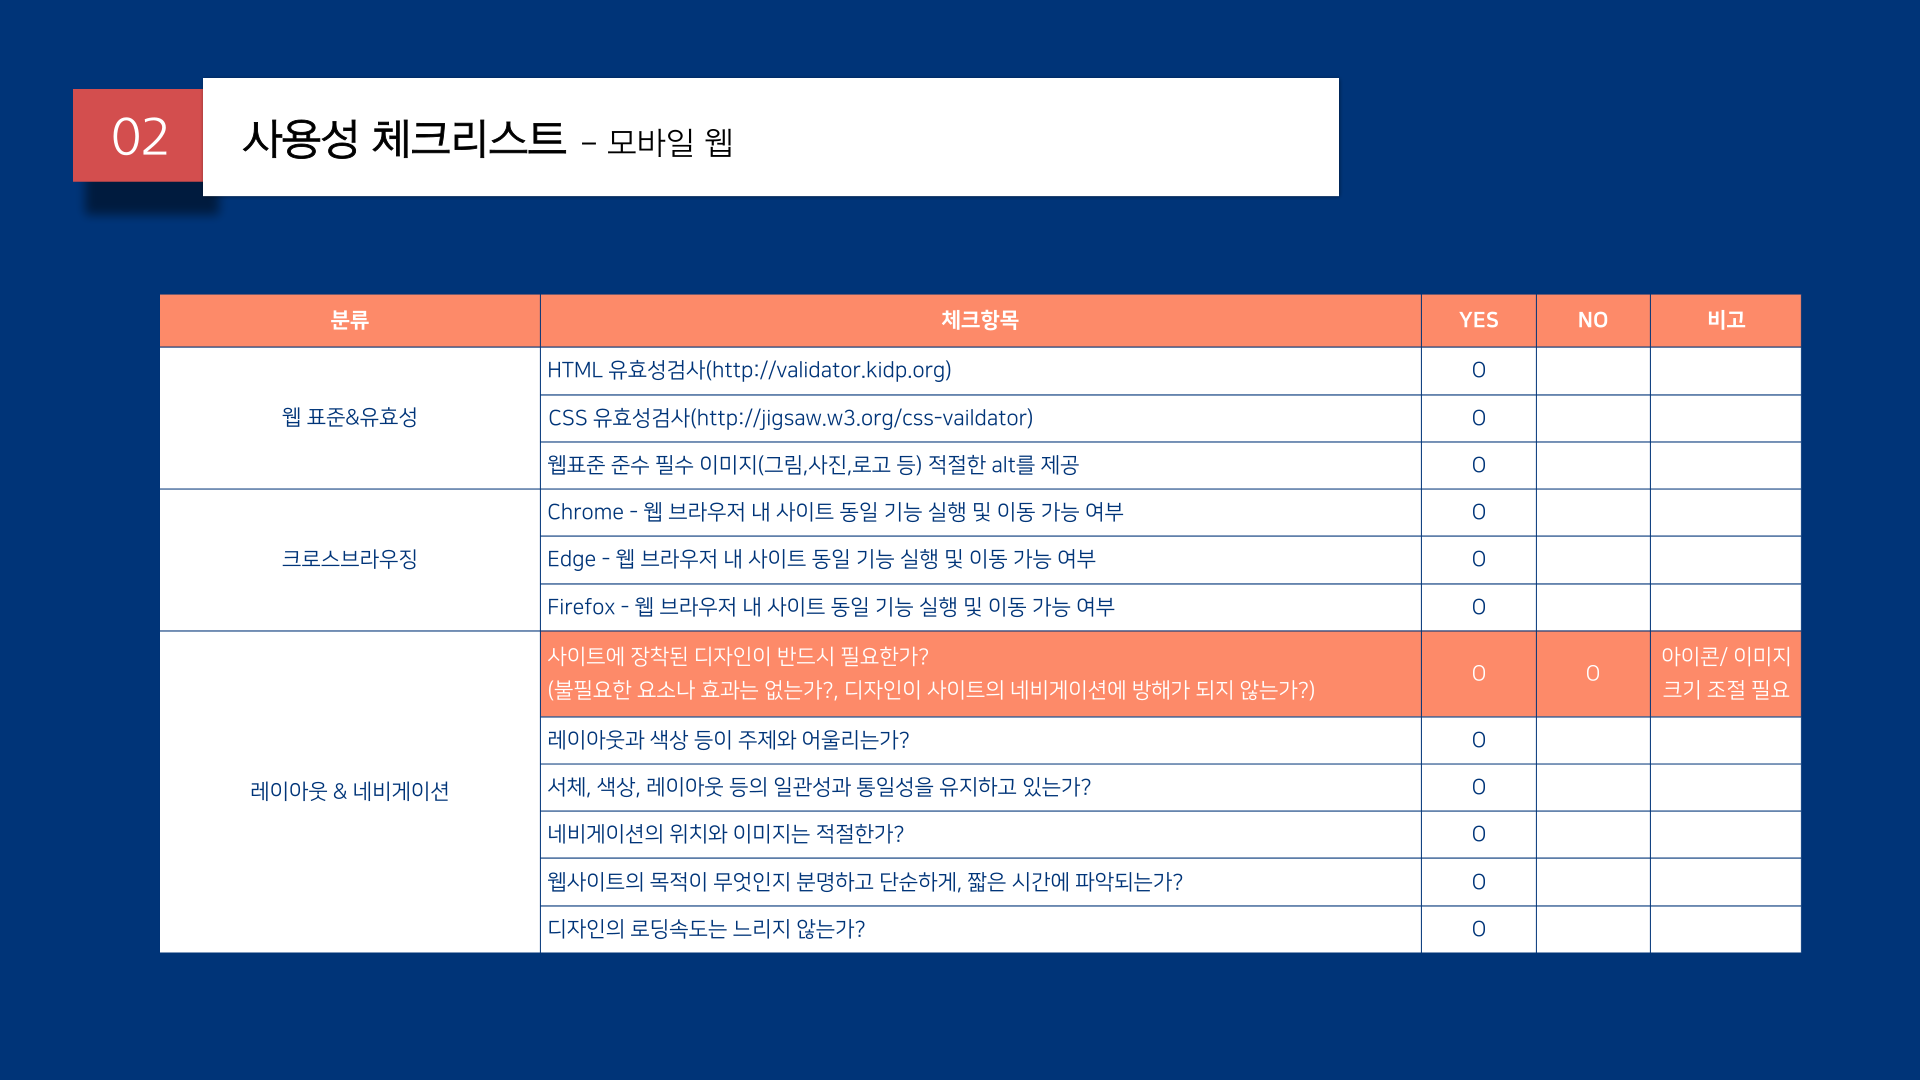 02
사용성 체크리스트 – 모바일 웹
분류 체크항목 YES NO 비고
웹 표준&유효성
HTML 유효성검사(http://validator.kidp.org) O
CSS 유효성검사(http://jigsaw.w3.org/css-vaildator) O
웹표준 준수 필수 이미지(그림,사진,로고 등) 적절한 alt를 제공 O
크로스브라우징
Chrome - 웹 브라우저 내 사이트 동일 기능 실행 및 이동 가능 여부 O
Edge - 웹 브라우저 내 사이트 동일 기능 실행 및 이동 가능 여부 O
Firefox - 웹 브라우저 내 사이트 동일 기능 실행 및 이동 가능 여부 O
레이아웃 & 네비게이션
사이트에 장착된 디자인이 반드시 필요한가?
(불필요한 요소나 효과는 없는가?, 디자인이 사이트의 네비게이션에 방해가 되지 않는가?) O O
아이콘/ 이미지
크기 조절 필요
레이아웃과 색상 등이 주제와 어울리는가? O
서체, 색상, 레이아웃 등의 일관성과 통일성을 유지하고 있는가? O
네비게이션의 위치와 이미지는 적절한가? O
웹사이트의 목적이 무엇인지 분명하고 단순하게, 짧은 시간에 파악되는가? O
디자인의 로딩속도는 느리지 않는가? O